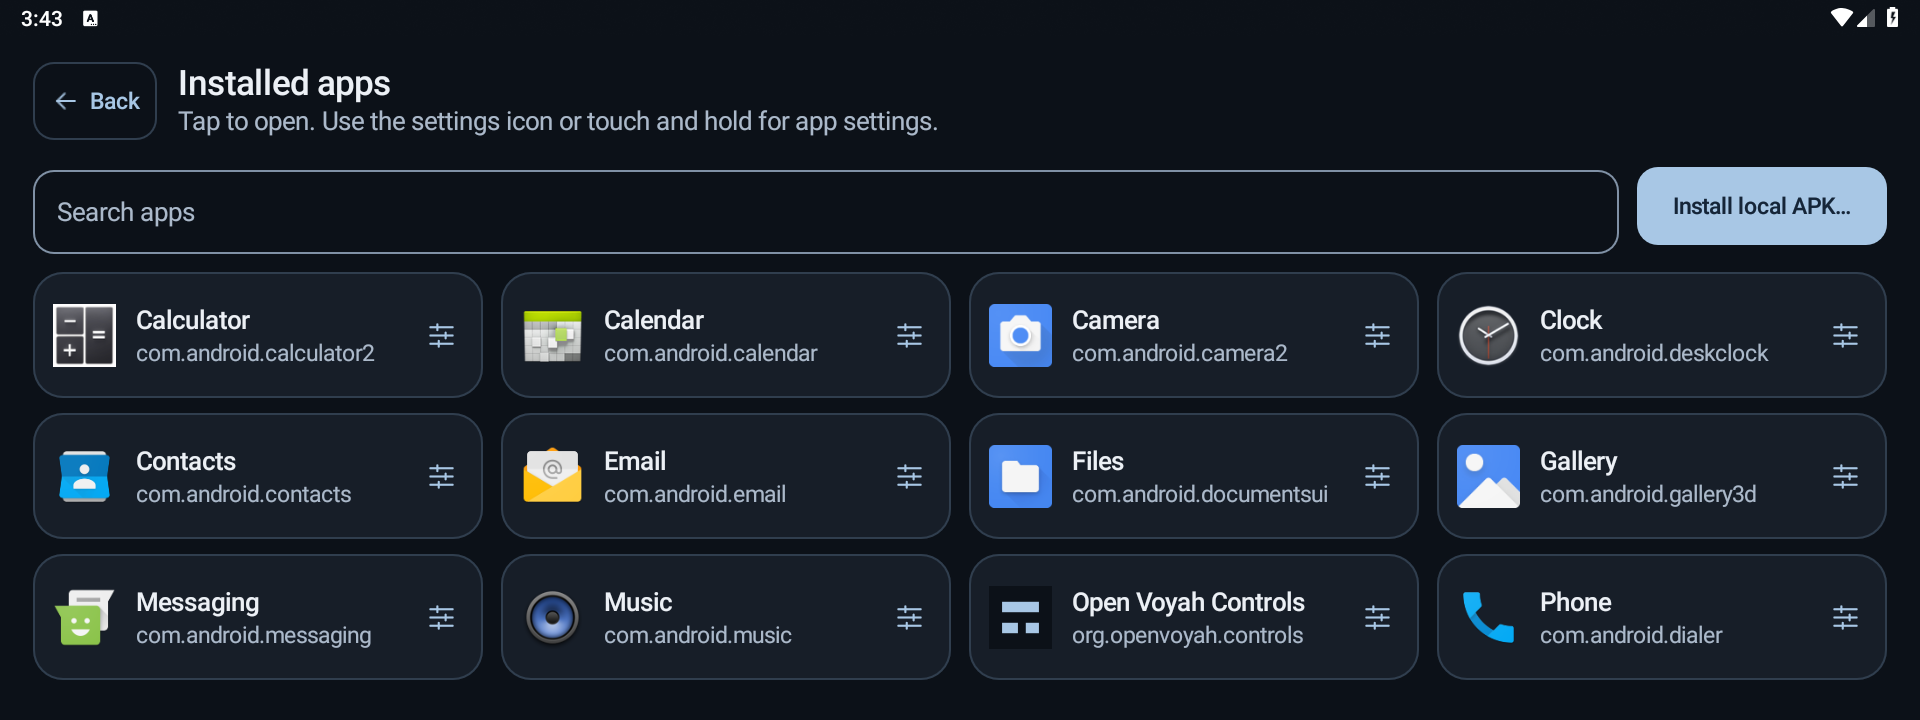 3:43
Back
Installed apps
Tap to open. Use the settings icon or touch and hold for app settings.
Search apps
Install local APK...
Calculator
com.android.calculator2
Calendar
com.android.calendar
Camera
com.android.camera2
Clock
com.android.deskclock
Contacts
com.android.contacts
Email
com.android.email
Files
com.android.documentsui
Gallery
com.android.gallery3d
Messaging
com.android.messaging
Music
com.android.music
Open Voyah Controls
org.openvoyah.controls
Phone
com.android.dialer